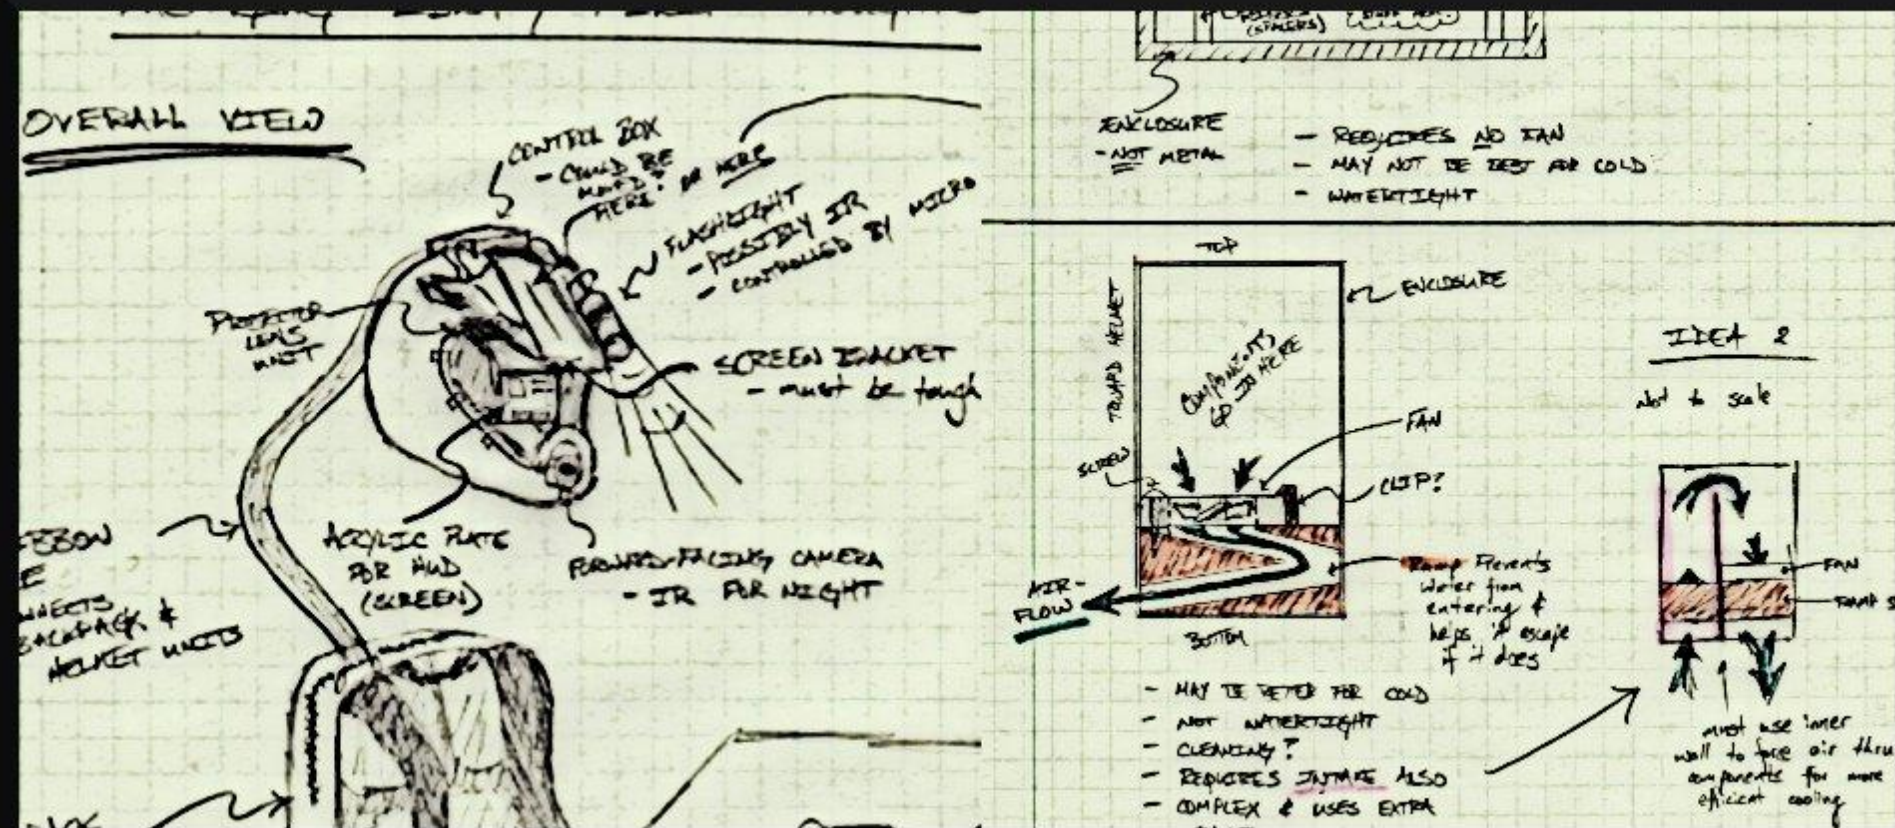 OVERALL VIEW
CONTROL BOX
- COULD BE
HERE? OR HERE
FLASHLIGHT
- POSSIBLY IR
- CONTROLLED BY MICRO
PROJECTOR
LENS
UNIT
SCREEN BRACKET
- must be tough
ACRYLIC PLATE
FOR HUD
(SCREEN)
FORWARD-FACING CAMERA
- IR FOR NIGHT
BACKPACK &
HELMET UNITS
(SPACERS)
ENCLOSURE
- NOT METAL
- REQUIRES NO FAN
- MAY NOT BE BEST FOR COLD
- WATERTIGHT
TOP
ENCLOSURE
TOWARD HELMET
COMPONENTS
GO IN HERE
FAN
SCREW
CLIP?
AIR-
FLOW
BOTTOM
Ramp Prevents
Water from
entering &
helps it escape
if it does
- MAY BE BETTER FOR COLD
- NOT WATERTIGHT
- CLEANING?
- REQUIRES INTAKE ALSO
- COMPLEX & USES EXTRA
IDEA 2
Not to scale
FAN
RAMP S
must use inner
wall to force air thru
components for more
efficient cooling